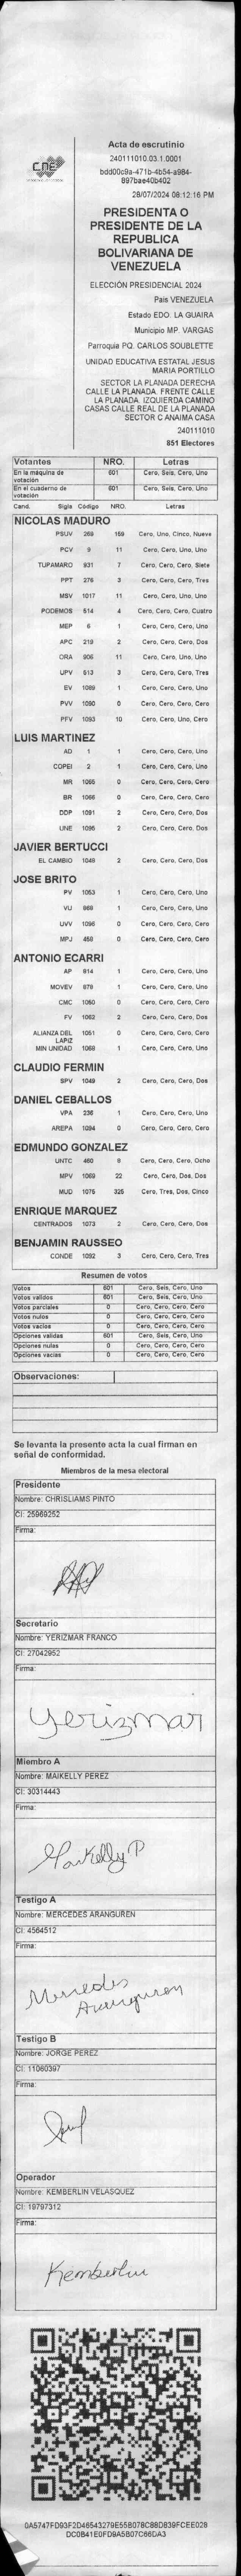 CNE
Acta de escrutinio
240111010.03.1.0001
bdd00c9a-471b-4b54-a984-
897bae40b402
28/07/2024 08:12:16 PM
PRESIDENTA O
PRESIDENTE DE LA
REPUBLICA
BOLIVARIANA DE
VENEZUELA
ELECCIÓN PRESIDENCIAL 2024
Pais VENEZUELA
Estado EDO. LA GUAIRA
Municipio MP. VARGAS
Parroquia PQ. CARLOS SOUBLETTE
UNIDAD EDUCATIVA ESTATAL JESUS
MARIA PORTILLO
SECTOR LA PLANADA DERECHA
CALLE LA PLANADA. FRENTE CALLE
LA PLANADA. IZQUIERDA CAMINO
CASAS CALLE REAL DE LA PLANADA
SECTOR C ANAIMA CASA
240111010
851 Electores
Votantes NRO. Letras
En la maquina de votación 601 Cero, Seis, Cero, Uno
En el cuaderno de votación 601 Cero, Seis, Cero, Uno
Cand. Sigla Código NRO. Letras
NICOLAS MADURO
PSUV 269 159 Cero, Uno, Cinco, Nueve
PCV 9 11 Cero, Cero, Uno, Uno
TUPAMARO 931 7 Cero, Cero, Cero, Siete
PPT 276 3 Cero, Cero, Cero, Tres
MSV 1017 11 Cero, Cero, Uno, Uno
PODEMOS 514 4 Cero, Cero, Cero, Cuatro
MEP 6 1 Cero, Cero, Cero, Uno
APC 219 2 Cero, Cero, Cero, Dos
ORA 906 11 Cero, Cero, Uno, Uno
UPV 513 3 Cero, Cero, Cero, Tres
EV 1089 1 Cero, Cero, Cero, Uno
PVV 1090 0 Cero, Cero, Cero, Cero
PFV 1093 10 Cero, Cero, Uno, Cero
LUIS MARTINEZ
AD 1 1 Cero, Cero, Cero, Uno
COPEI 2 1 Cero, Cero, Cero, Uno
MR 1065 0 Cero, Cero, Cero, Cero
BR 1066 0 Cero, Cero, Cero, Cero
DDP 1091 2 Cero, Cero, Cero, Dos
UNE 1095 2 Cero, Cero, Cero, Dos
JAVIER BERTUCCI
EL CAMBIO 1048 2 Cero, Cero, Cero, Dos
JOSE BRITO
PV 1053 1 Cero, Cero, Cero, Uno
VU 969 1 Cero, Cero, Cero, Uno
UVV 1096 0 Cero, Cero, Cero, Cero
MPJ 459 0 Cero, Cero, Cero, Cero
ANTONIO ECARRI
AP 914 1 Cero, Cero, Cero, Uno
MOVEV 979 1 Cero, Cero, Cero, Uno
CMC 1050 0 Cero, Cero, Cero, Cero
FV 1062 2 Cero, Cero, Cero, Dos
ALIANZA DEL LAPIZ 1051 0 Cero, Cero, Cero, Cero
MIN UNIDAD 1069 1 Cero, Cero, Cero, Uno
CLAUDIO FERMIN
SPV 1049 2 Cero, Cero, Cero, Dos
DANIEL CEBALLOS
VPA 236 1 Cero, Cero, Cero, Uno
AREPA 1094 0 Cero, Cero, Cero, Cero
EDMUNDO GONZALEZ
UNTC 460 8 Cero, Cero, Cero, Ocho
MPV 1069 22 Cero, Cero, Dos, Dos
MUD 1075 325 Cero, Tres, Dos, Cinco
ENRIQUE MARQUEZ
CENTRADOS 1073 2 Cero, Cero, Cero, Dos
BENJAMIN RAUSSEO
CONDE 1092 3 Cero, Cero, Cero, Tres
Resumen de votos
Votos 601 Cero, Seis, Cero, Uno
Votos validos 601 Cero, Seis, Cero, Uno
Votos parciales 0 Cero, Cero, Cero, Cero
Votos nulos 0 Cero, Cero, Cero, Cero
Votos vacios 0 Cero, Cero, Cero, Cero
Opciones validas 601 Cero, Seis, Cero, Uno
Opciones nulas 0 Cero, Cero, Cero, Cero
Opciones vacias 0 Cero, Cero, Cero, Cero
Observaciones:
Se levanta la presente acta la cual firman en
señal de conformidad.
Miembros de la mesa electoral
Presidente
Nombre: CHRISLIAMS PINTO
CI: 25969252
Firma:
Secretario
Nombre: YERIZMAR FRANCO
CI: 27042952
Firma:
Yerizmar
Miembro A
Nombre: MAIKELLY PEREZ
CI: 30314443
Firma:
Maikelly P
Testigo A
Nombre: MERCEDES ARANGUREN
CI: 4564512
Firma:
Mercedes
Aranguren
Testigo B
Nombre: JORGE PEREZ
CI: 11060397
Firma:
Operador
Nombre: KEMBERLIN VELASQUEZ
CI: 19797312
Firma:
Kemberlin
0A5747FD93F2D46543279E55B078C88D839FCEE028
DC0B41E0FD9A5B07C66DA3